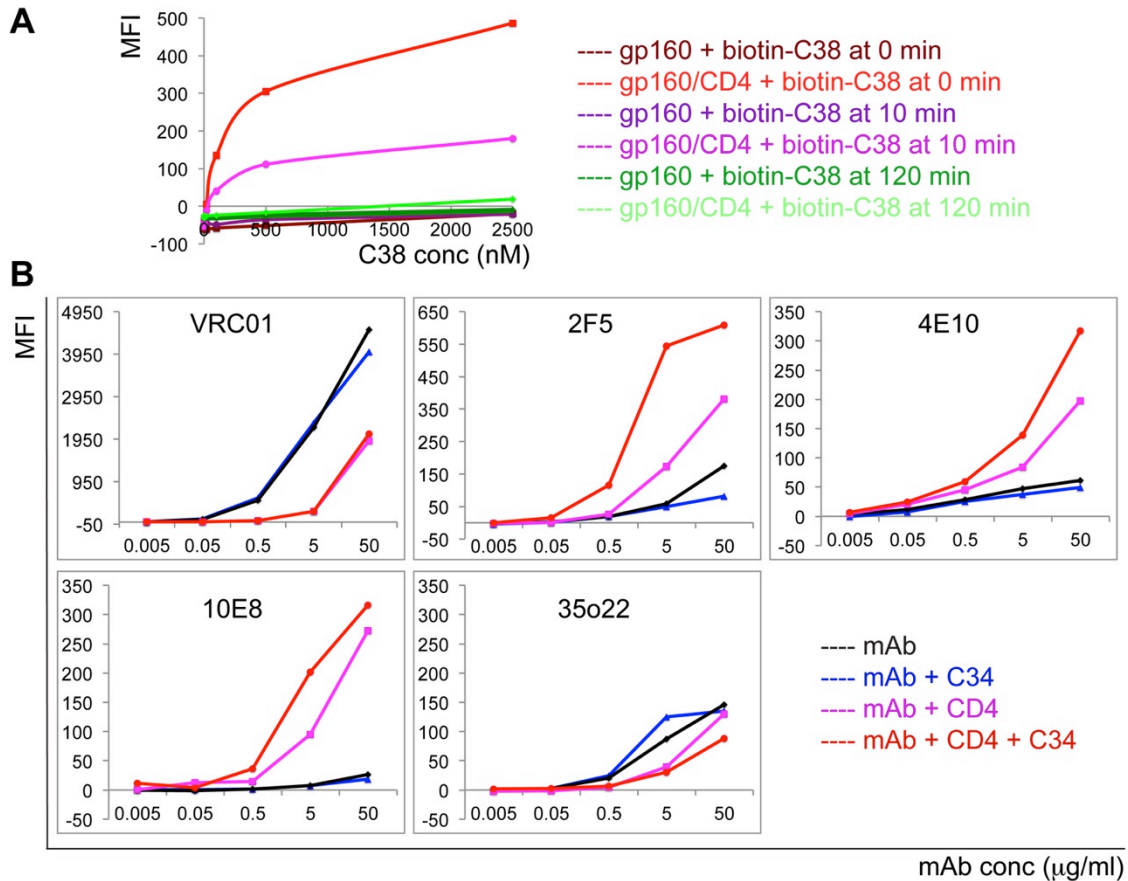 A
MFI
500
400
300
200
100
0
-100
0 500 1000 1500 2000 2500
C38 conc (nM)
---- gp160 + biotin-C38 at 0 min
---- gp160/CD4 + biotin-C38 at 0 min
---- gp160 + biotin-C38 at 10 min
---- gp160/CD4 + biotin-C38 at 10 min
---- gp160 + biotin-C38 at 120 min
---- gp160/CD4 + biotin-C38 at 120 min
B
MFI
VRC01
4950
3950
1950
950
-50
0.005 0.05 0.5 5 50
2F5
650
550
450
350
250
150
50
-50
0.005 0.05 0.5 5 50
4E10
350
300
250
200
150
100
50
0
-50
0.005 0.05 0.5 5 50
10E8
350
300
250
200
150
100
50
0
-50
0.005 0.05 0.5 5 50
35o22
350
300
250
200
150
100
50
0
-50
0.005 0.05 0.5 5 50
---- mAb
---- mAb + C34
---- mAb + CD4
---- mAb + CD4 + C34
mAb conc (μg/ml)